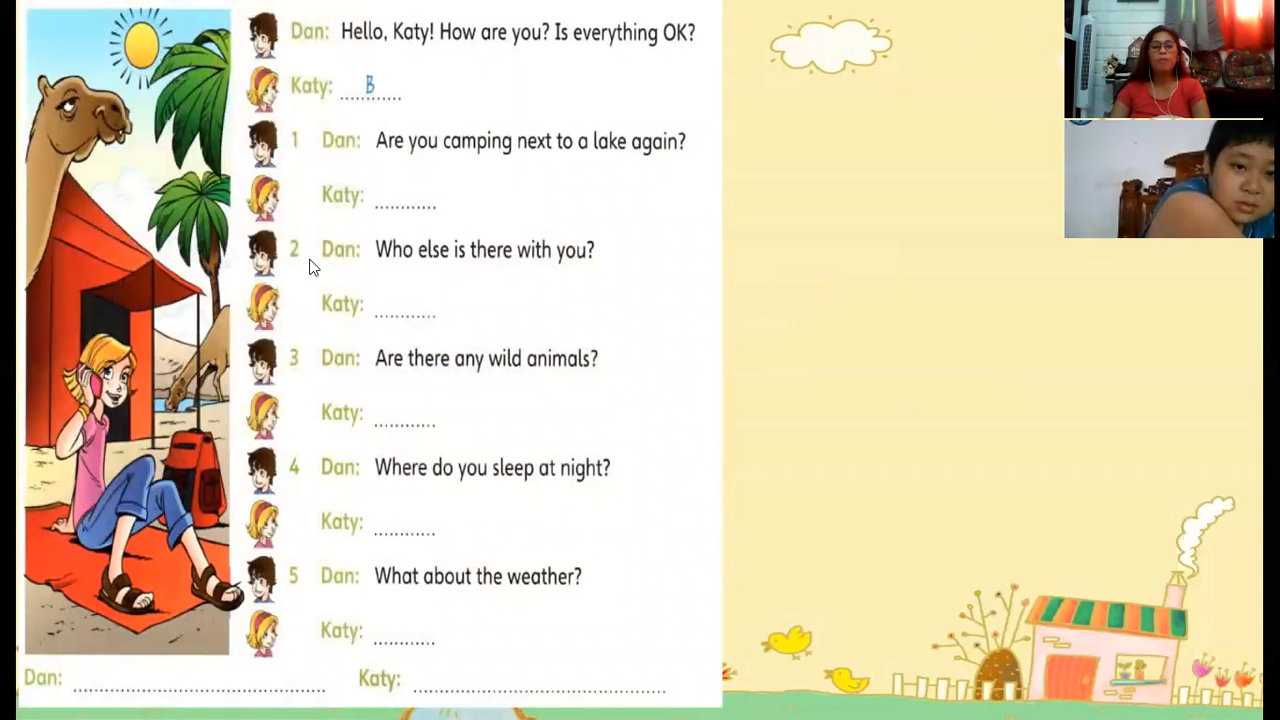 Dan: Hello, Katy! How are you? Is everything OK?
Katy: ....B....
1 Dan: Are you camping next to a lake again?
Katy: ............
2 Dan: Who else is there with you?
Katy: ............
3 Dan: Are there any wild animals?
Katy: ............
4 Dan: Where do you sleep at night?
Katy: ............
5 Dan: What about the weather?
Katy: ............
Dan: ................................ Katy: ................................